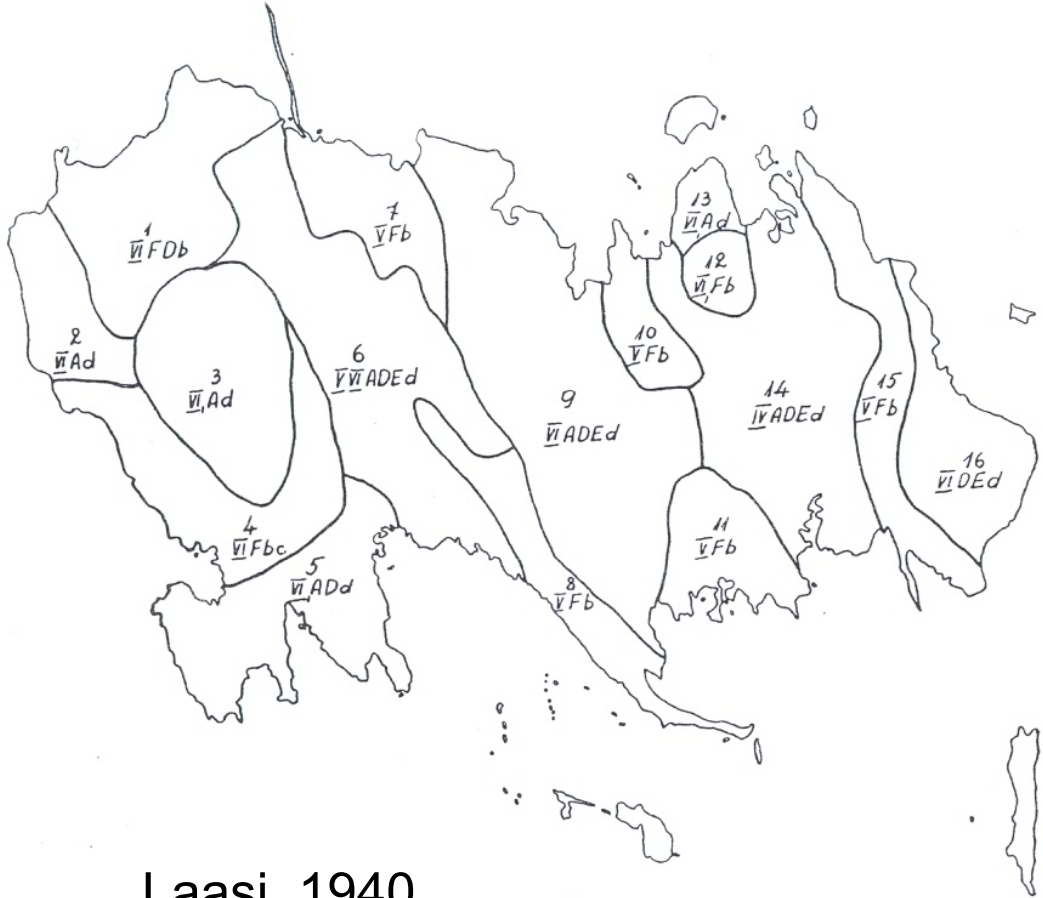 1
VI FDb
2
VI Ad
3
VI, Ad
4
VI Fbc
5
VI, ADd
6
V VI ADEd
7
V Fb
8
V Fb
9
VI ADEd
10
V Fb
11
V Fb
12
VI, Fb
13
VI, Ad
14
IV ADEd
15
V Fb
16
VI DEd
Laasi, 1940